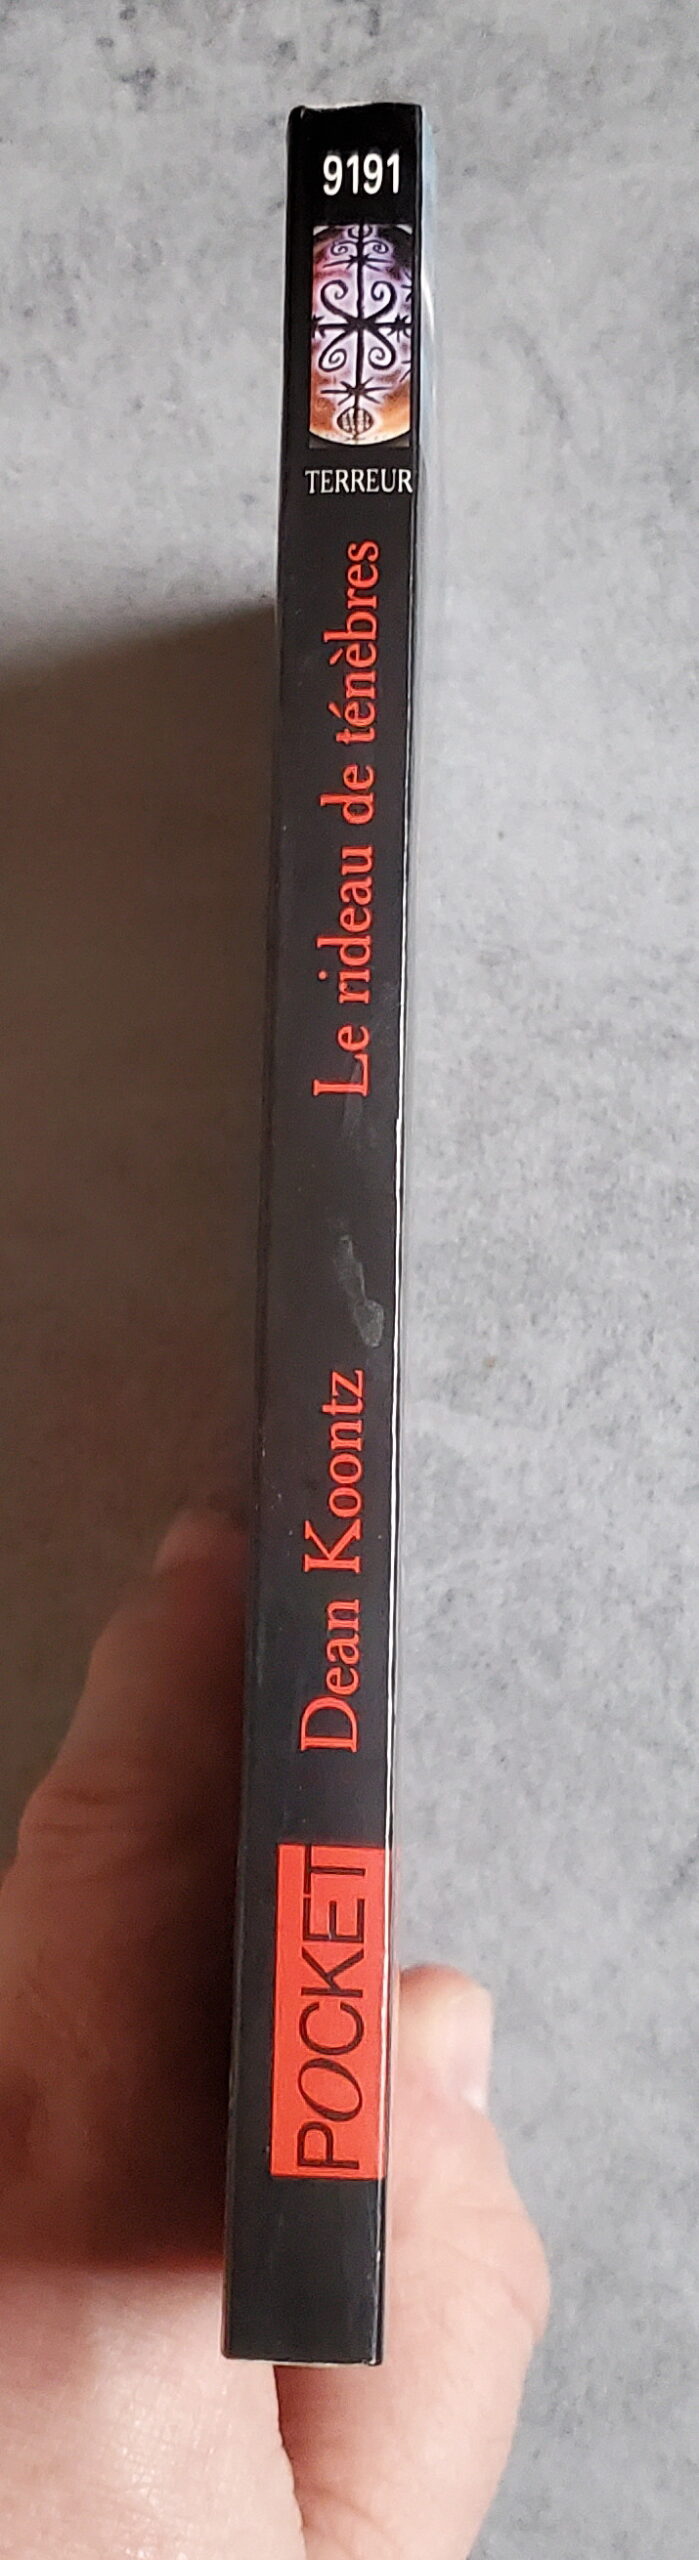 9191
TERREUR
Le rideau de ténèbres
Dean Koontz
POCKET